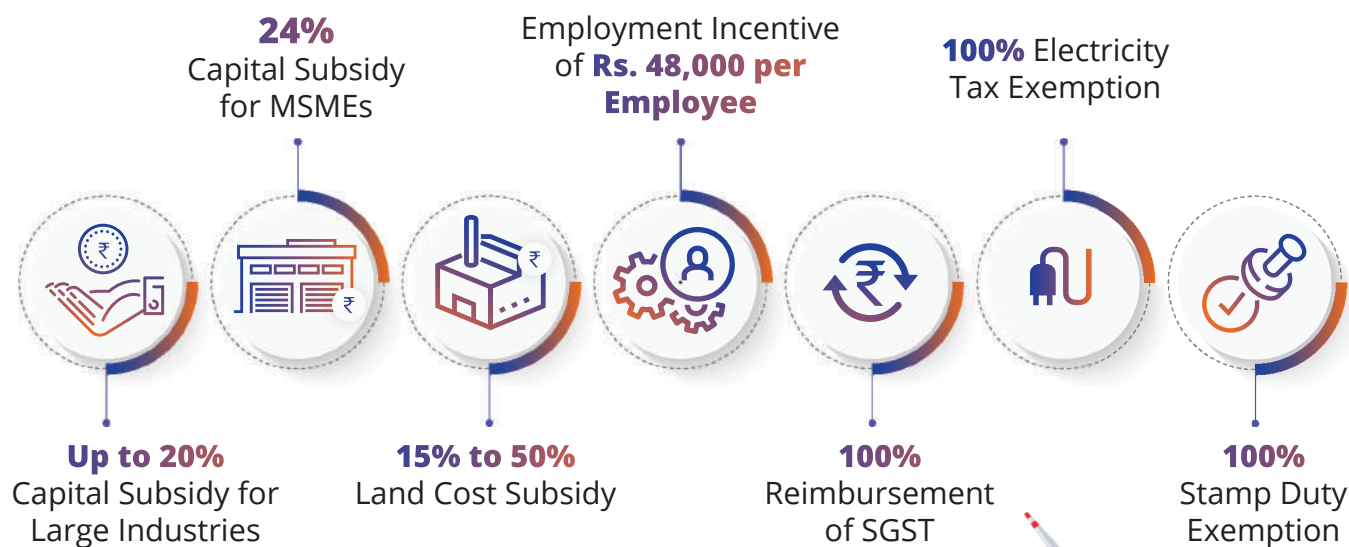 24%
Capital Subsidy
for MSMEs
Employment Incentive
of Rs. 48,000 per
Employee
100% Electricity
Tax Exemption
₹
₹
₹
₹
Up to 20%
Capital Subsidy for
Large Industries
15% to 50%
Land Cost Subsidy
100%
Reimbursement
of SGST
100%
Stamp Duty
Exemption